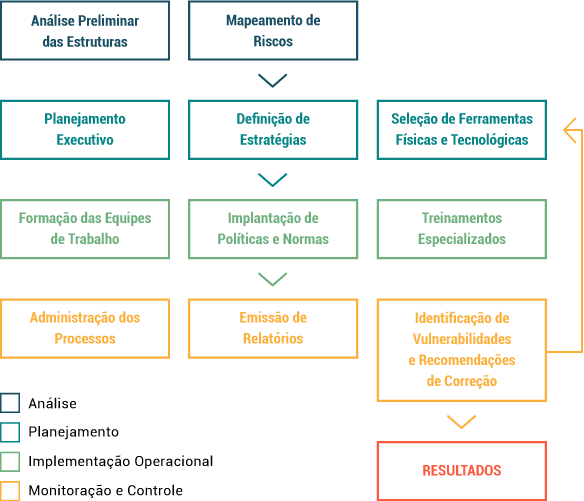 Análise Preliminar
das Estruturas
Mapeamento de
Riscos
Planejamento
Executivo
Definição de
Estratégias
Seleção de Ferramentas
Físicas e Tecnológicas
Formação das Equipes
de Trabalho
Implantação de
Políticas e Normas
Treinamentos
Especializados
Administração dos
Processos
Emissão de
Relatórios
Identificação de
Vulnerabilidades
e Recomendações
de Correção
RESULTADOS
Análise
Planejamento
Implementação Operacional
Monitoração e Controle